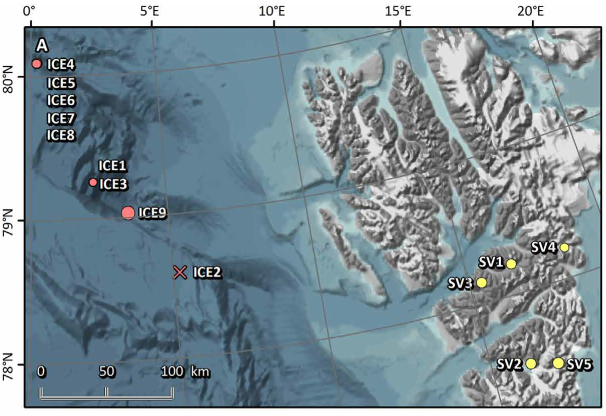 0° 5°E 10°E 15°E 20°E
A
80°N
ICE4
ICE5
ICE6
ICE7
ICE8
ICE1
ICE3
ICE9
79°N
ICE2
SV4
SV1
SV3
78°N
SV2 SV5
0 50 100 km